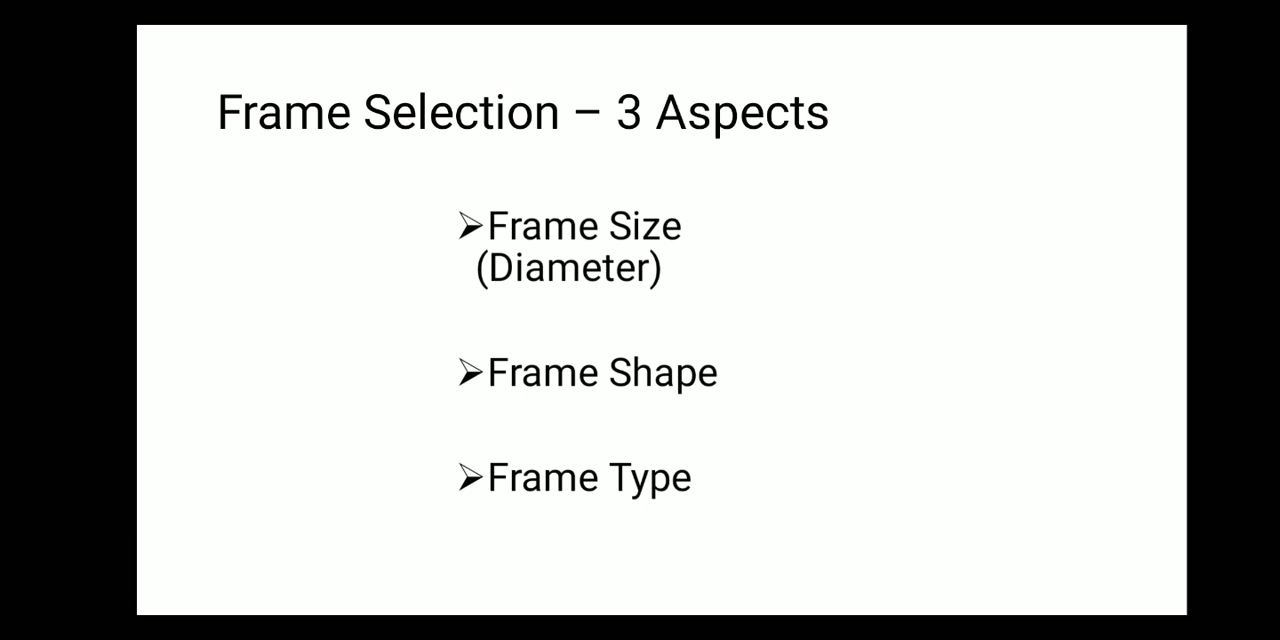 Frame Selection – 3 Aspects
➢Frame Size
(Diameter)
➢Frame Shape
➢Frame Type